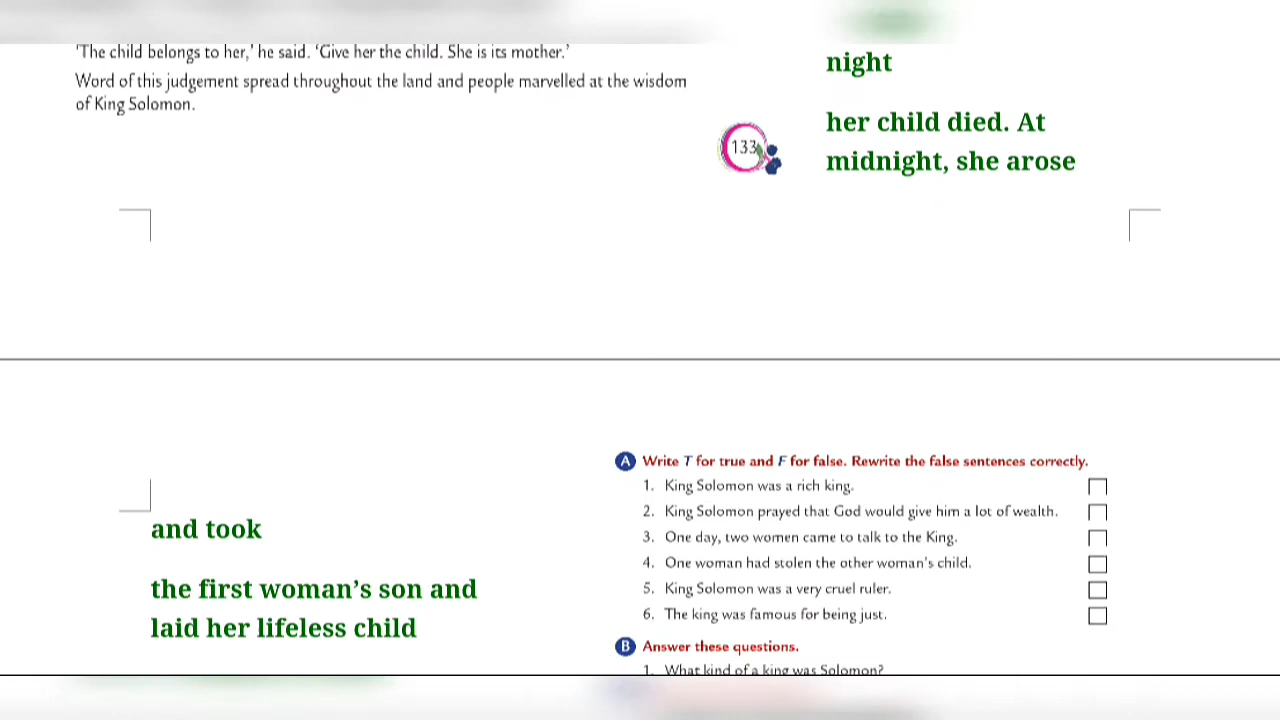 'The child belongs to her,' he said. 'Give her the child. She is its mother.'
Word of this judgement spread throughout the land and people marvelled at the wisdom
of King Solomon.
133
night
her child died. At
midnight, she arose
and took
the first woman’s son and
laid her lifeless child
A Write T for true and F for false. Rewrite the false sentences correctly.
1. King Solomon was a rich king.
2. King Solomon prayed that God would give him a lot of wealth.
3. One day, two women came to talk to the King.
4. One woman had stolen the other woman's child.
5. King Solomon was a very cruel ruler.
6. The king was famous for being just.
B Answer these questions.
1. What kind of a king was Solomon?